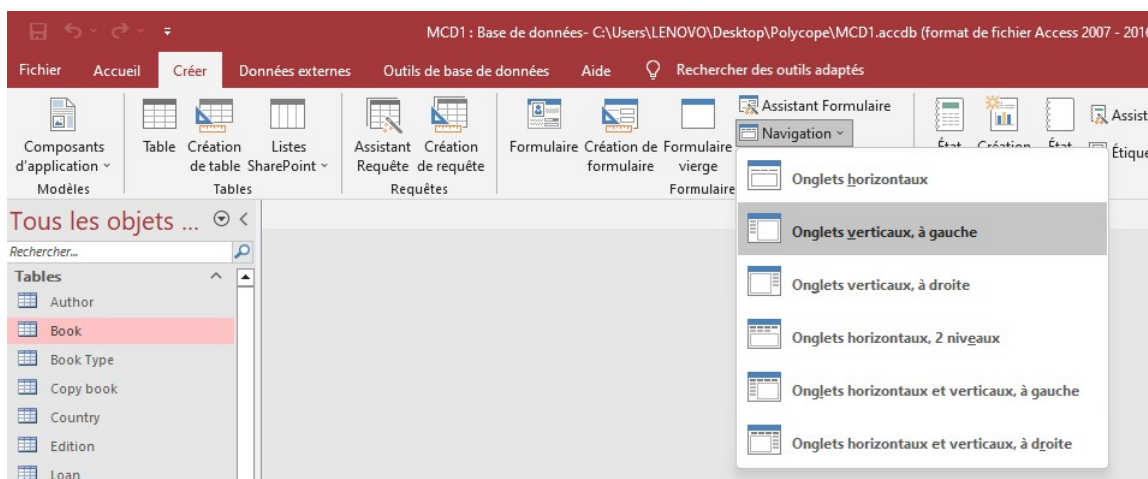 MCD1 : Base de données- C:\Users\LENOVO\Desktop\Polycope\MCD1.accdb (format de fichier Access 2007 - 2016
Fichier Accueil Créer Données externes Outils de base de données Aide Rechercher des outils adaptés
Composants d'application
Modèles
Table
Création de table
Listes SharePoint
Tables
Assistant Requête
Création de requête
Requêtes
Formulaire
Création de formulaire
Formulaire vierge
Assistant Formulaire
Navigation
Formulaire
État Création État
Assist
Étique
Onglets horizontaux
Onglets verticaux, à gauche
Onglets verticaux, à droite
Onglets horizontaux, 2 niveaux
Onglets horizontaux et verticaux, à gauche
Onglets horizontaux et verticaux, à droite
Tous les objets ...
Rechercher...
Tables
Author
Book
Book Type
Copy book
Country
Edition
Loan